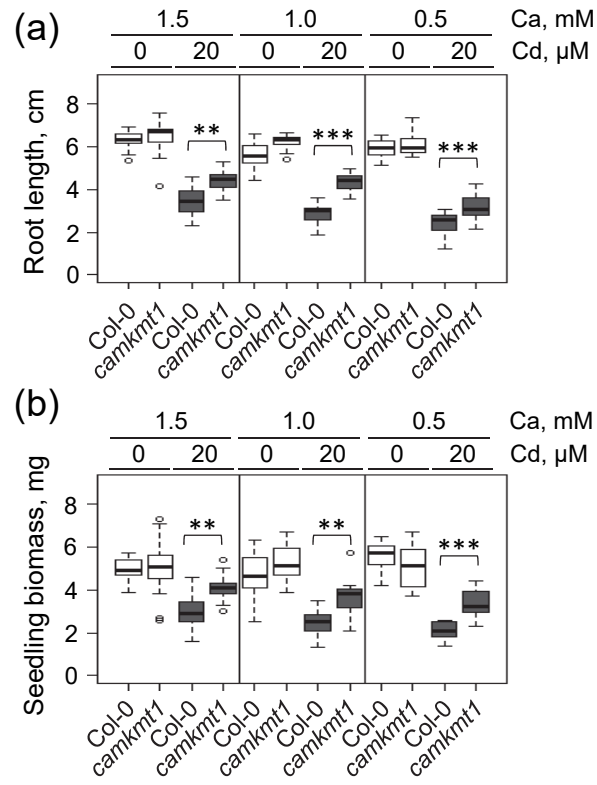 (a)
1.5 1.0 0.5 Ca, mM
0 20 0 20 0 20 Cd, µM
Root length, cm
8
6
4
2
0
** *** ***
Col-0 camkmt1 Col-0 camkmt1 Col-0 camkmt1 Col-0 camkmt1 Col-0 camkmt1 Col-0 camkmt1
(b)
1.5 1.0 0.5 Ca, mM
0 20 0 20 0 20 Cd, µM
Seedling biomass, mg
8
6
4
2
0
** ** ***
Col-0 camkmt1 Col-0 camkmt1 Col-0 camkmt1 Col-0 camkmt1 Col-0 camkmt1 Col-0 camkmt1